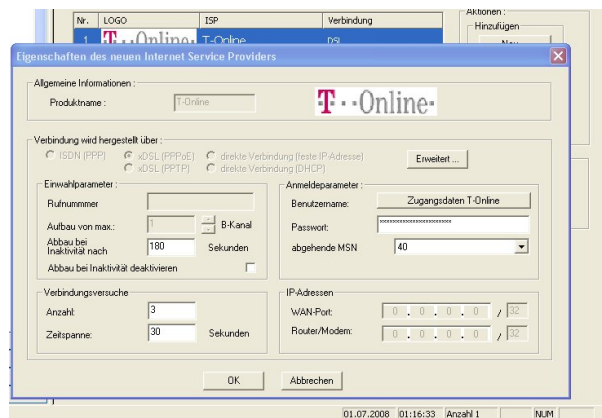 Nr. LOGO ISP Verbindung
Aktionen :
Hinzufügen
1 T··Online· T-Online DSL
Neu
Eigenschaften des neuen Internet Service Providers
Allgemeine Informationen :
Produktname : T-Online
T··Online·
Verbindung wird hergestellt über :
ISDN (PPP) xDSL (PPPoE) direkte Verbindung (feste IP-Adresse) Erweitert ...
xDSL (PPTP) direkte Verbindung (DHCP)
Einwahlparameter :
Rufnummmer
Aufbau von max.: 1 B-Kanal
Abbau bei
Inaktivität nach 180 Sekunden
Abbau bei Inaktivität deaktivieren
Anmeldeparameter :
Benutzername: Zugangsdaten T-Online
Passwort: ************************
abgehende MSN 40
Verbindungsversuche
Anzahl: 3
Zeitspanne: 30 Sekunden
IP-Adressen
WAN-Port: 0 . 0 . 0 . 0 / 32
Router/Modem: 0 . 0 . 0 . 0 / 32
OK Abbrechen
01.07.2008 01:16:33 Anzahl 1 NUM